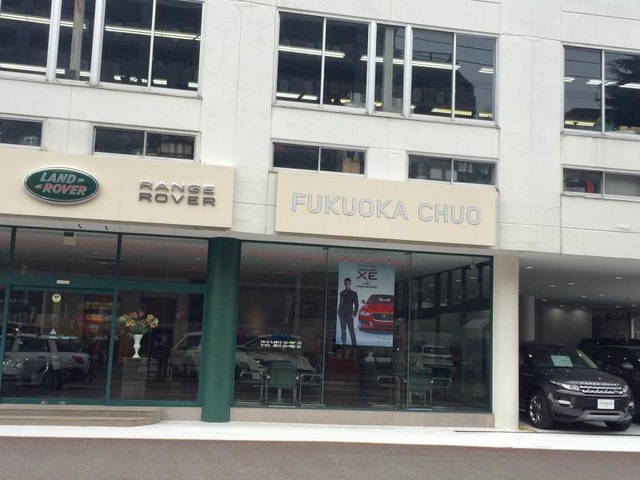 LAND
ROVER
RANGE
ROVER
FUKUOKA CHUO
XE